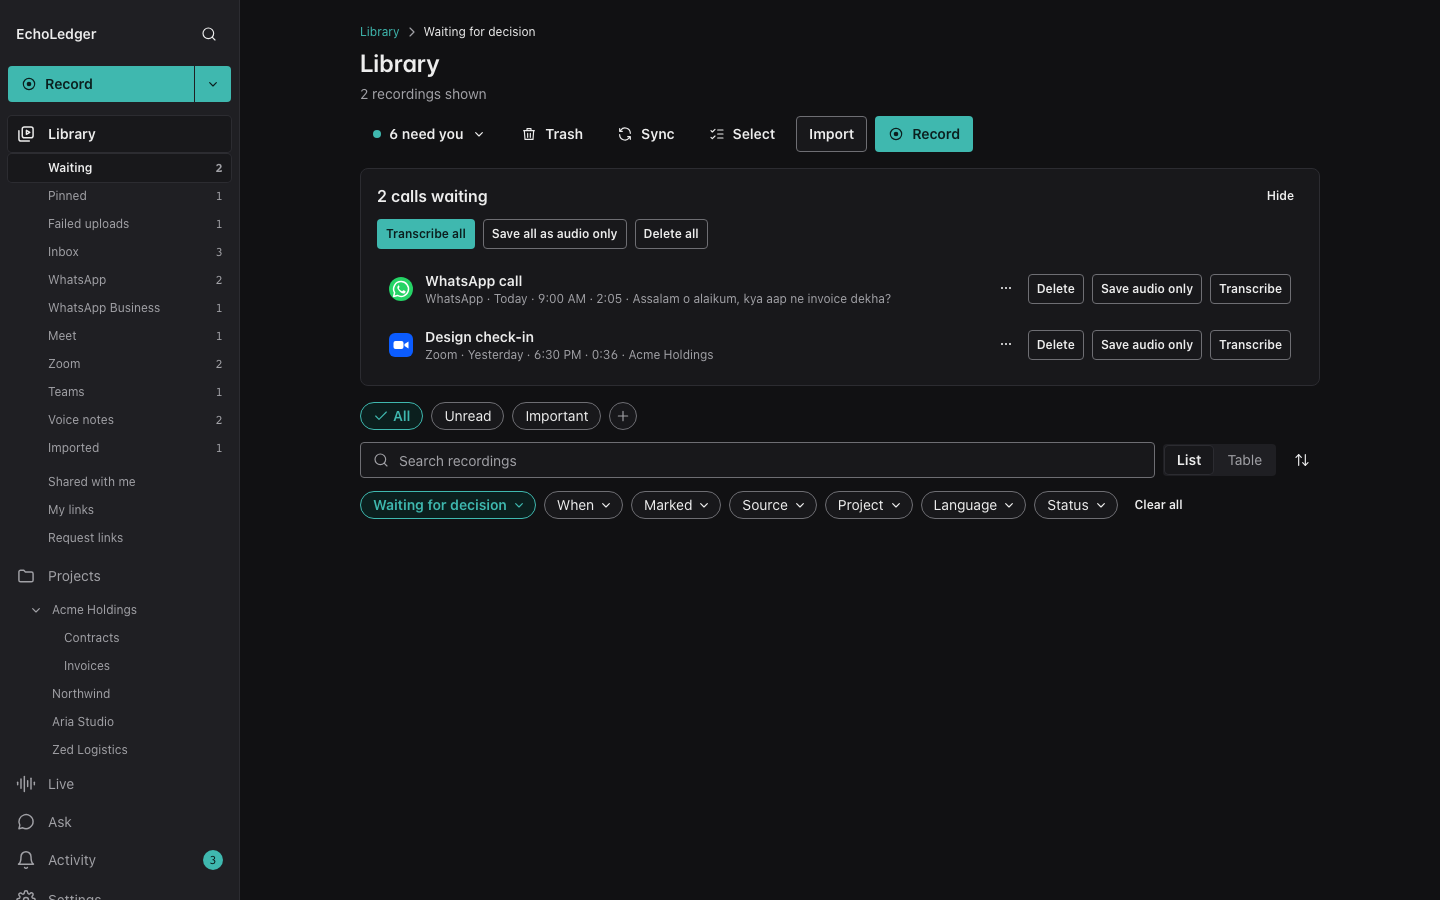 EchoLedger
Record
Library
Waiting 2
Pinned 1
Failed uploads 1
Inbox 3
WhatsApp 2
WhatsApp Business 1
Meet 1
Zoom 2
Teams 1
Voice notes 2
Imported 1
Shared with me
My links
Request links
Projects
Acme Holdings
Contracts
Invoices
Northwind
Aria Studio
Zed Logistics
Live
Ask
Activity 3
Settings
Library > Waiting for decision
Library
2 recordings shown
6 need you Trash Sync Select Import Record
2 calls waiting Hide
Transcribe all Save all as audio only Delete all
WhatsApp call
WhatsApp · Today · 9:00 AM · 2:05 · Assalam o alaikum, kya aap ne invoice dekha?
... Delete Save audio only Transcribe
Design check-in
Zoom · Yesterday · 6:30 PM · 0:36 · Acme Holdings
... Delete Save audio only Transcribe
All Unread Important +
Search recordings List Table
Waiting for decision When Marked Source Project Language Status Clear all